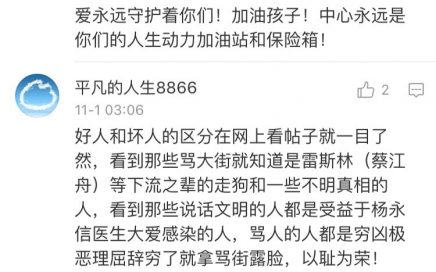 爱永远守护着你们！加油孩子！中心永远是
你们的人生动力加油站和保险箱！
平凡的人生8866
2
11-1 03:06
好人和坏人的区分在网上看帖子就一目了
然，看到那些骂大街就知道是雷斯林（蔡江
舟）等下流之辈的走狗和一些不明真相的
人，看到那些说话文明的人都是受益于杨永
信医生大爱感染的人，骂人的人都是穷凶极
恶理屈辞穷了就拿骂街露脸，以耻为荣！